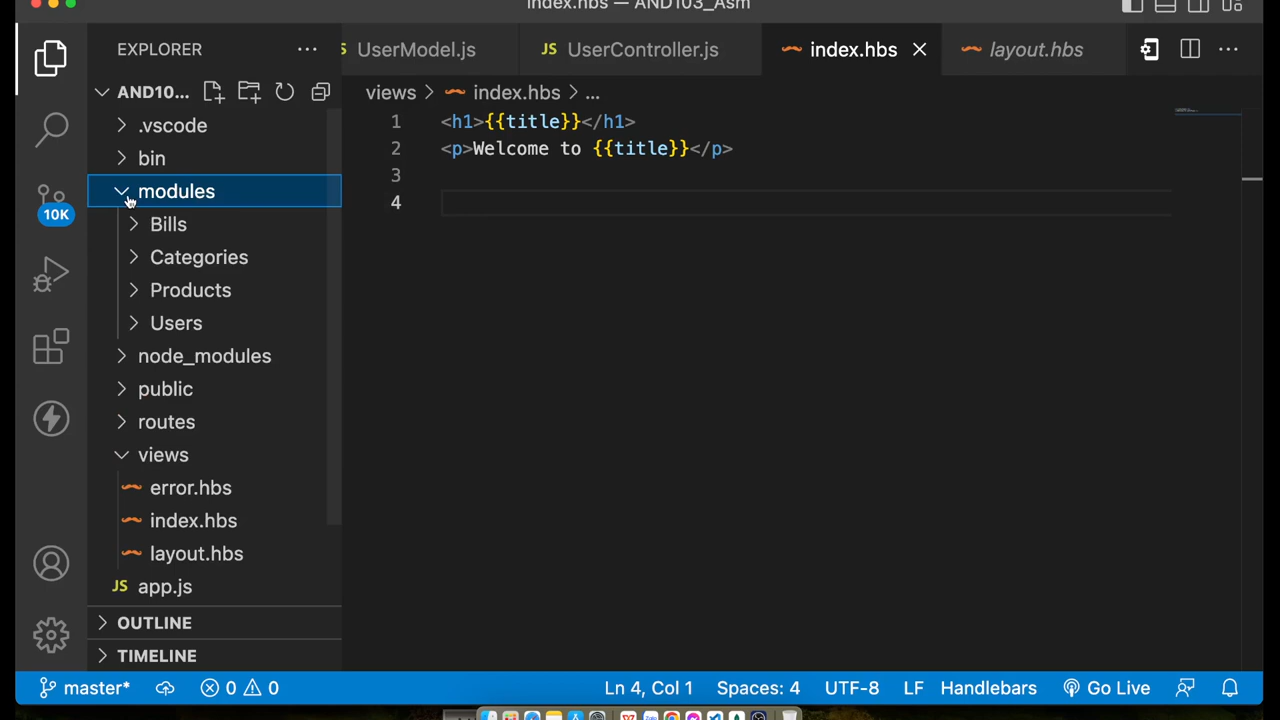 index.hbs — AND103_Asm
EXPLORER
JS UserModel.js
JS UserController.js
index.hbs
layout.hbs
AND10...
views > index.hbs > ...
.vscode
bin
modules
Bills
Categories
Products
Users
node_modules
public
routes
views
error.hbs
index.hbs
layout.hbs
JS app.js
OUTLINE
TIMELINE
10K
1 <h1>{{title}}</h1>
2 <p>Welcome to {{title}}</p>
3
4
master*
0 0
Ln 4, Col 1
Spaces: 4
UTF-8
LF
Handlebars
Go Live